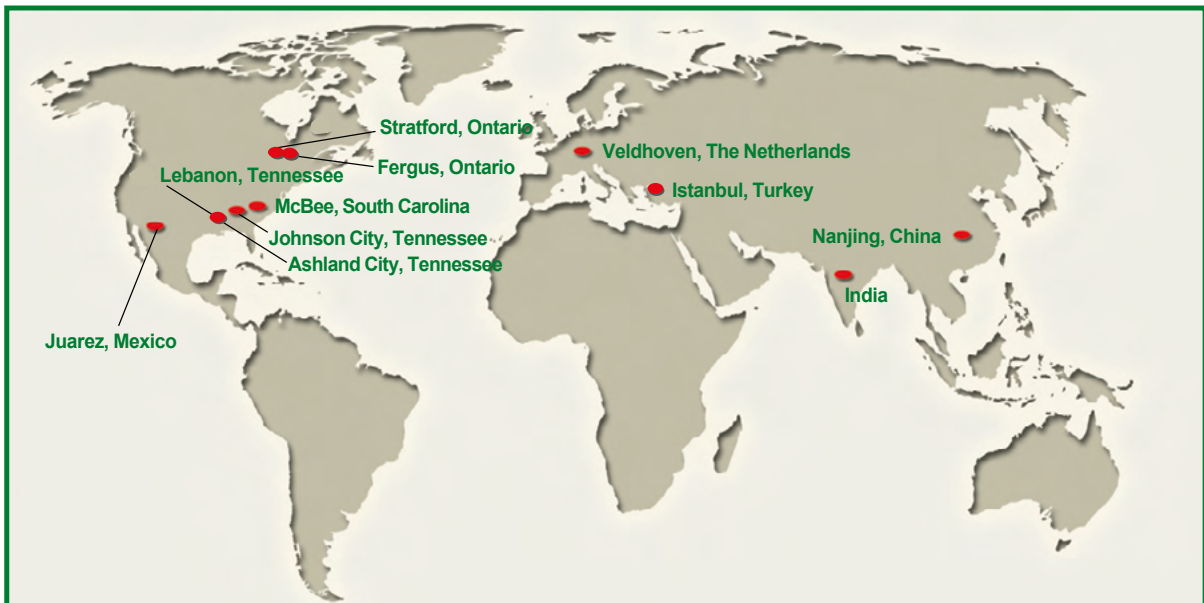 Stratford, Ontario
Veldhoven, The Netherlands
Fergus, Ontario
Lebanon, Tennessee
Istanbul, Turkey
McBee, South Carolina
Johnson City, Tennessee
Nanjing, China
Ashland City, Tennessee
India
Juarez, Mexico